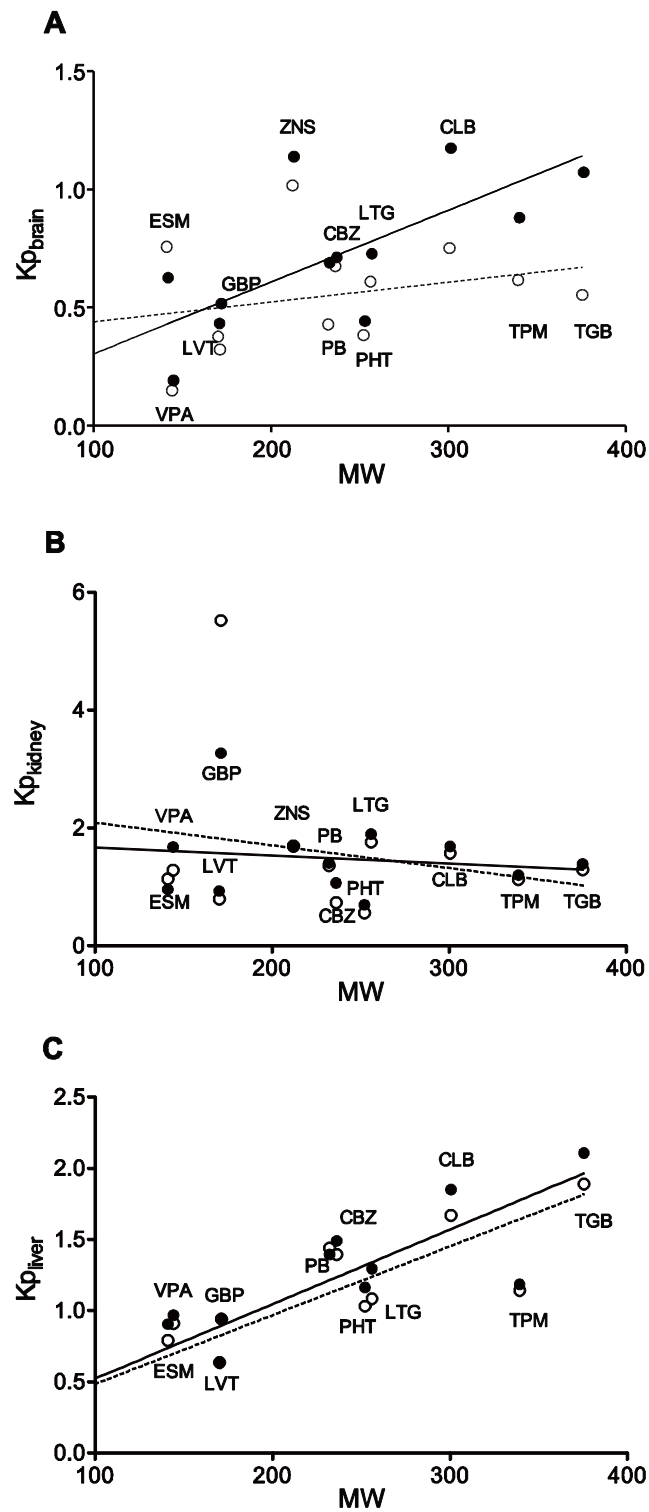 A
1.5
ZNS
CLB
LTG
ESM
CBZ
1.0
GBP
Kpbrain
0.5
LVT
PB
PHT
TPM
TGB
VPA
0.0
100
200
300
400
MW
B
6
4
Kpkidney
GBP
VPA
ZNS
PB
LTG
2
LVT
PHT
CLB
ESM
CBZ
TPM
TGB
0
100
200
300
400
MW
C
2.5
2.0
CLB
CBZ
1.5
TGB
PB
Kpliver
VPA
GBP
1.0
PHT
LTG
TPM
ESM
LVT
0.5
0.0
100
200
300
400
MW